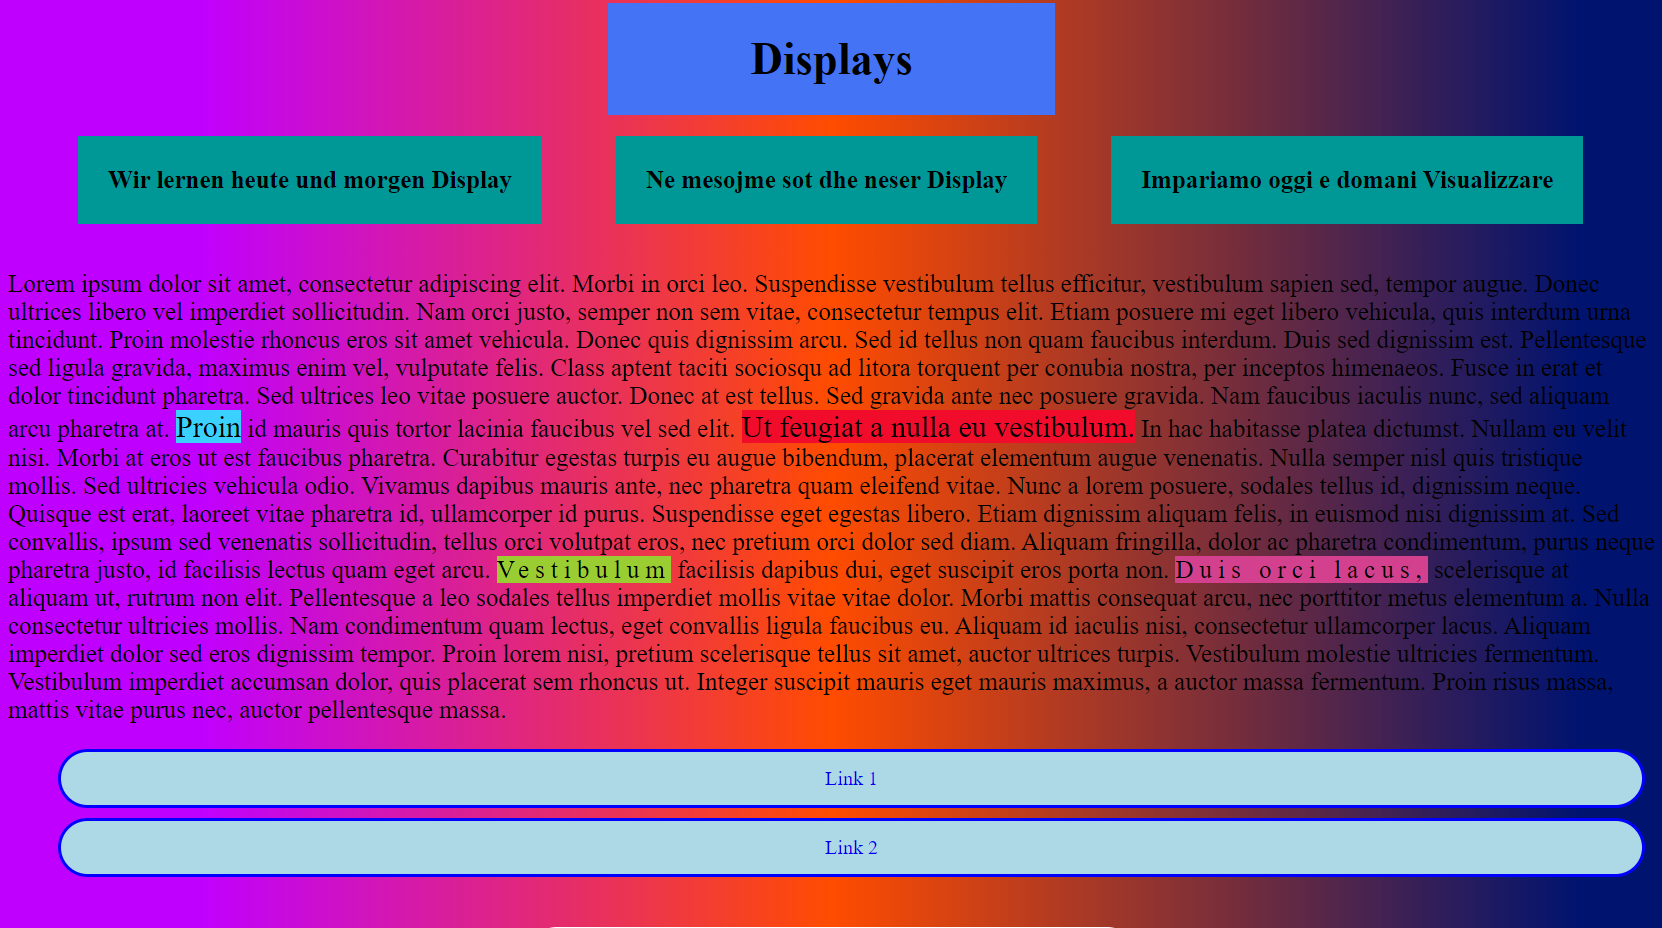 Displays
Wir lernen heute und morgen Display
Ne mesojme sot dhe neser Display
Impariamo oggi e domani Visualizzare
Lorem ipsum dolor sit amet, consectetur adipiscing elit. Morbi in orci leo. Suspendisse vestibulum tellus efficitur, vestibulum sapien sed, tempor augue. Donec
ultrices libero vel imperdiet sollicitudin. Nam orci justo, semper non sem vitae, consectetur tempus elit. Etiam posuere mi eget libero vehicula, quis interdum urna
tincidunt. Proin molestie rhoncus eros sit amet vehicula. Donec quis dignissim arcu. Sed id tellus non quam faucibus interdum. Duis sed dignissim est. Pellentesque
sed ligula gravida, maximus enim vel, vulputate felis. Class aptent taciti sociosqu ad litora torquent per conubia nostra, per inceptos himenaeos. Fusce in erat et
dolor tincidunt pharetra. Sed ultrices leo vitae posuere auctor. Donec at est tellus. Sed gravida ante nec posuere gravida. Nam faucibus iaculis nunc, sed aliquam
arcu pharetra at. Proin id mauris quis tortor lacinia faucibus vel sed elit. Ut feugiat a nulla eu vestibulum. In hac habitasse platea dictumst. Nullam eu velit
nisi. Morbi at eros ut est faucibus pharetra. Curabitur egestas turpis eu augue bibendum, placerat elementum augue venenatis. Nulla semper nisl quis tristique
mollis. Sed ultricies vehicula odio. Vivamus dapibus mauris ante, nec pharetra quam eleifend vitae. Nunc a lorem posuere, sodales tellus id, dignissim neque.
Quisque est erat, laoreet vitae pharetra id, ullamcorper id purus. Suspendisse eget egestas libero. Etiam dignissim aliquam felis, in euismod nisi dignissim at. Sed
convallis, ipsum sed venenatis sollicitudin, tellus orci volutpat eros, nec pretium orci dolor sed diam. Aliquam fringilla, dolor ac pharetra condimentum, purus neque
pharetra justo, id facilisis lectus quam eget arcu. Vestibulum facilisis dapibus dui, eget suscipit eros porta non. Duis orci lacus, scelerisque at
aliquam ut, rutrum non elit. Pellentesque a leo sodales tellus imperdiet mollis vitae vitae dolor. Morbi mattis consequat arcu, nec porttitor metus elementum a. Nulla
consectetur ultricies mollis. Nam condimentum quam lectus, eget convallis ligula faucibus eu. Aliquam id iaculis nisi, consectetur ullamcorper lacus. Aliquam
imperdiet dolor sed eros dignissim tempor. Proin lorem nisi, pretium scelerisque tellus sit amet, auctor ultrices turpis. Vestibulum molestie ultricies fermentum.
Vestibulum imperdiet accumsan dolor, quis placerat sem rhoncus ut. Integer suscipit mauris eget mauris maximus, a auctor massa fermentum. Proin risus massa,
mattis vitae purus nec, auctor pellentesque massa.
Link 1
Link 2